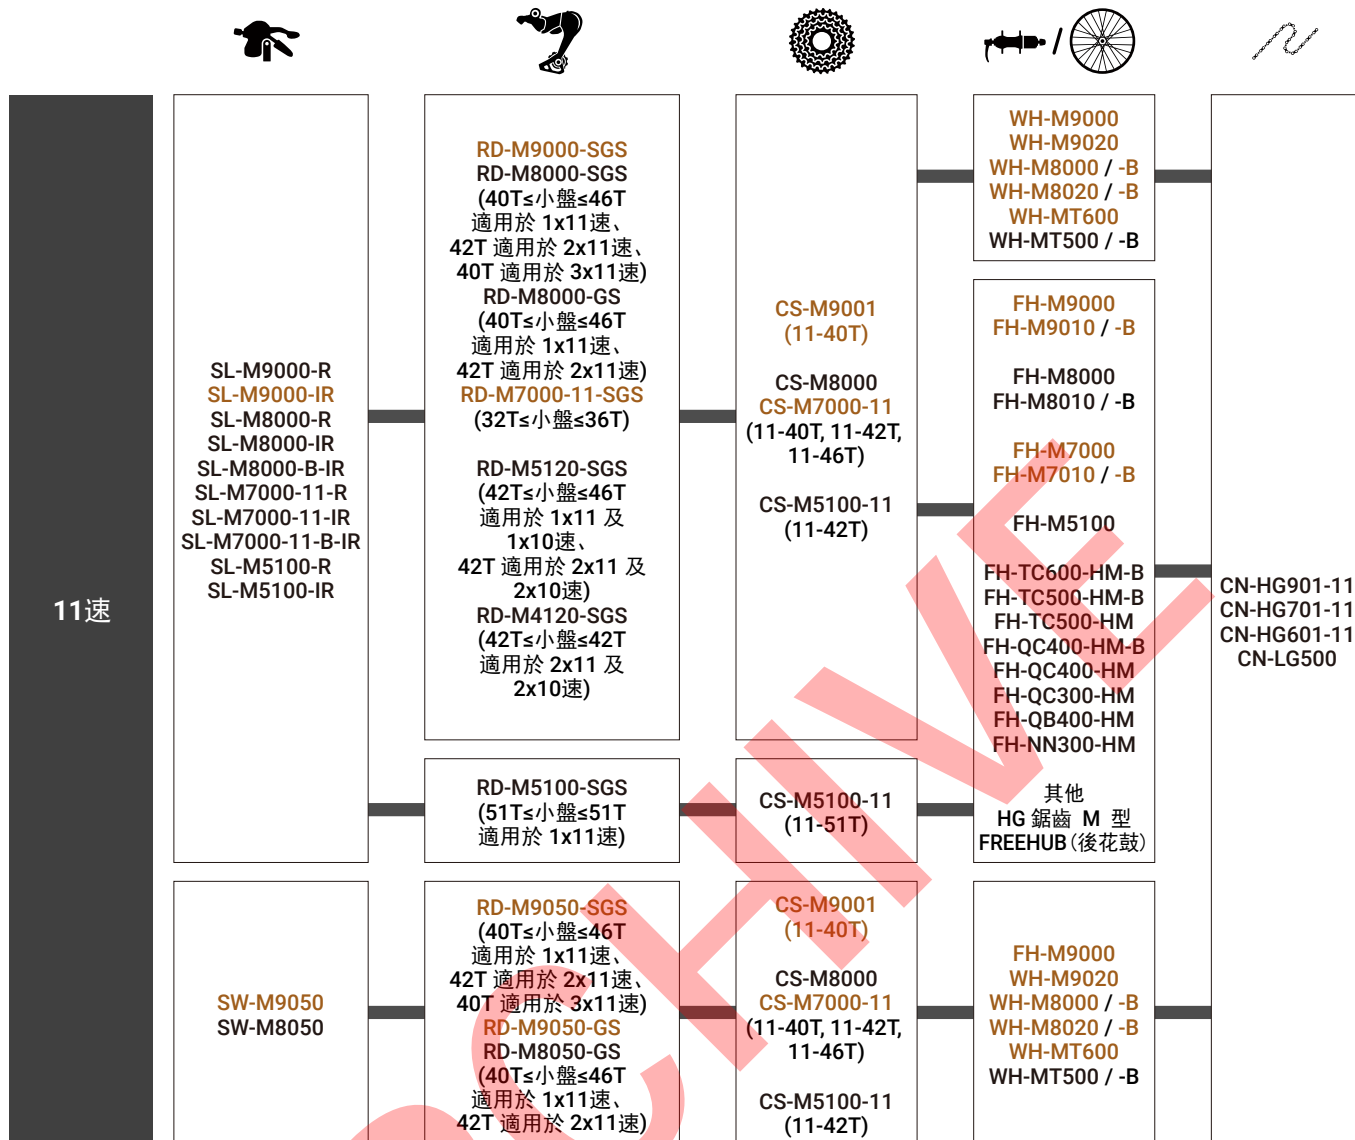 11速
SL-M9000-R
SL-M9000-IR
SL-M8000-R
SL-M8000-IR
SL-M8000-B-IR
SL-M7000-11-R
SL-M7000-11-IR
SL-M7000-11-B-IR
SL-M5100-R
SL-M5100-IR
RD-M9000-SGS
RD-M8000-SGS
(40T≤小盤≤46T
適用於 1x11速、
42T 適用於 2x11速、
40T 適用於 3x11速)
RD-M8000-GS
(40T≤小盤≤46T
適用於 1x11速、
42T 適用於 2x11速)
RD-M7000-11-SGS
(32T≤小盤≤36T)
RD-M5120-SGS
(42T≤小盤≤46T
適用於 1x11 及
1x10速、
42T 適用於 2x11 及
2x10速)
RD-M4120-SGS
(42T≤小盤≤42T
適用於 2x11 及
2x10速)
CS-M9001
(11-40T)
CS-M8000
CS-M7000-11
(11-40T, 11-42T,
11-46T)
CS-M5100-11
(11-42T)
WH-M9000
WH-M9020
WH-M8000 / -B
WH-M8020 / -B
WH-MT600
WH-MT500 / -B
FH-M9000
FH-M9010 / -B
FH-M8000
FH-M8010 / -B
FH-M7000
FH-M7010 / -B
FH-M5100
FH-TC600-HM-B
FH-TC500-HM-B
FH-TC500-HM
FH-QC400-HM-B
FH-QC400-HM
FH-QC300-HM
FH-QB400-HM
FH-NN300-HM
其他
HG 鋸齒 M 型
FREEHUB（後花鼓）
CN-HG901-11
CN-HG701-11
CN-HG601-11
CN-LG500
RD-M5100-SGS
(51T≤小盤≤51T
適用於 1x11速)
CS-M5100-11
(11-51T)
SW-M9050
SW-M8050
RD-M9050-SGS
(40T≤小盤≤46T
適用於 1x11速、
42T 適用於 2x11速、
40T 適用於 3x11速)
RD-M9050-GS
RD-M8050-GS
(40T≤小盤≤46T
適用於 1x11速、
42T 適用於 2x11速)
CS-M9001
(11-40T)
CS-M8000
CS-M7000-11
(11-40T, 11-42T,
11-46T)
CS-M5100-11
(11-42T)
FH-M9000
WH-M9020
WH-M8000 / -B
WH-M8020 / -B
WH-MT600
WH-MT500 / -B
CHIVE